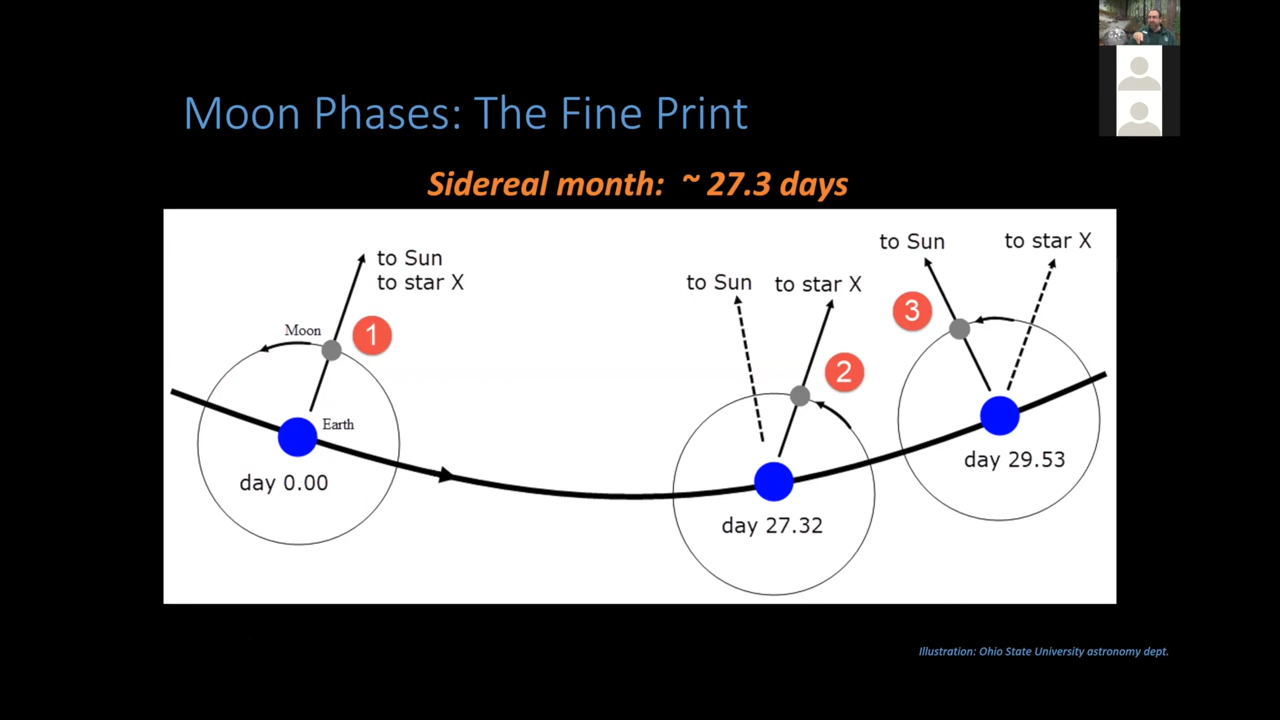 Moon Phases: The Fine Print
Sidereal month:  ~ 27.3 days
to Sun
to star X
Moon
1
Earth
day 0.00
to Sun
to star X
2
day 27.32
to Sun
to star X
3
day 29.53
Illustration: Ohio State University astronomy dept.